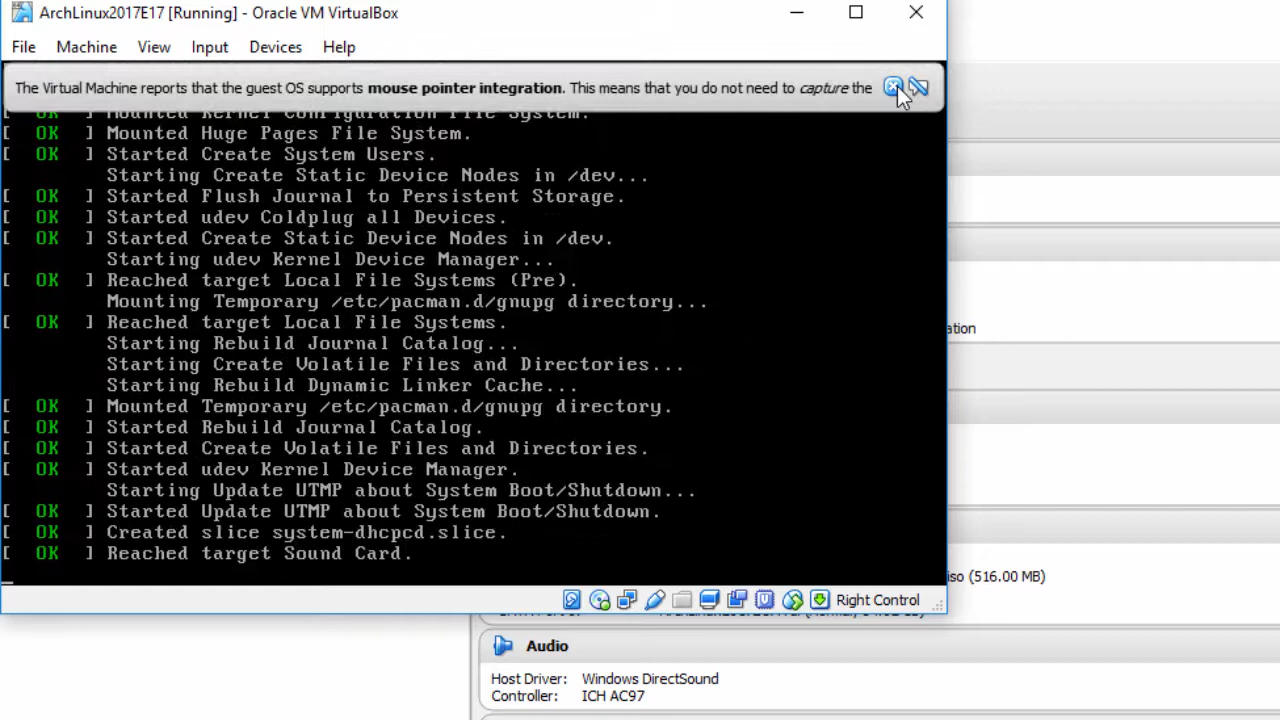 ArchLinux2017E17 [Running] - Oracle VM VirtualBox
File Machine View Input Devices Help
The Virtual Machine reports that the guest OS supports mouse pointer integration. This means that you do not need to capture the
[ OK ] Mounted Kernel Configuration File System.
[ OK ] Mounted Huge Pages File System.
[ OK ] Started Create System Users.
Starting Create Static Device Nodes in /dev...
[ OK ] Started Flush Journal to Persistent Storage.
[ OK ] Started udev Coldplug all Devices.
[ OK ] Started Create Static Device Nodes in /dev.
Starting udev Kernel Device Manager...
[ OK ] Reached target Local File Systems (Pre).
Mounting Temporary /etc/pacman.d/gnupg directory...
[ OK ] Reached target Local File Systems.
Starting Rebuild Journal Catalog...
Starting Create Volatile Files and Directories...
Starting Rebuild Dynamic Linker Cache...
[ OK ] Mounted Temporary /etc/pacman.d/gnupg directory.
[ OK ] Started Rebuild Journal Catalog.
[ OK ] Started Create Volatile Files and Directories.
[ OK ] Started udev Kernel Device Manager.
Starting Update UTMP about System Boot/Shutdown...
[ OK ] Started Update UTMP about System Boot/Shutdown.
[ OK ] Created slice system-dhcpcd.slice.
[ OK ] Reached target Sound Card.
Right Control
ation
iso (516.00 MB)
Audio
Host Driver: Windows DirectSound
Controller: ICH AC97